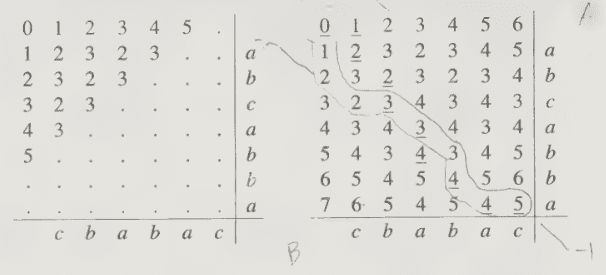 0 1 2 3 4 5 .
1 2 3 2 3 . . a
2 3 2 3 . . . b
3 2 3 . . . . c
4 3 . . . . . a
5 . . . . . . b
. . . . . . . b
. . . . . . . a
c b a b a c
0 1 2 3 4 5 6
1 2 3 2 3 4 5 a
2 3 2 3 2 3 4 b
3 2 3 4 3 4 3 c
4 3 4 3 4 3 4 a
5 4 3 4 3 4 5 b
6 5 4 5 4 5 6 b
7 6 5 4 5 4 5 a
c b a b a c
A
B
-1